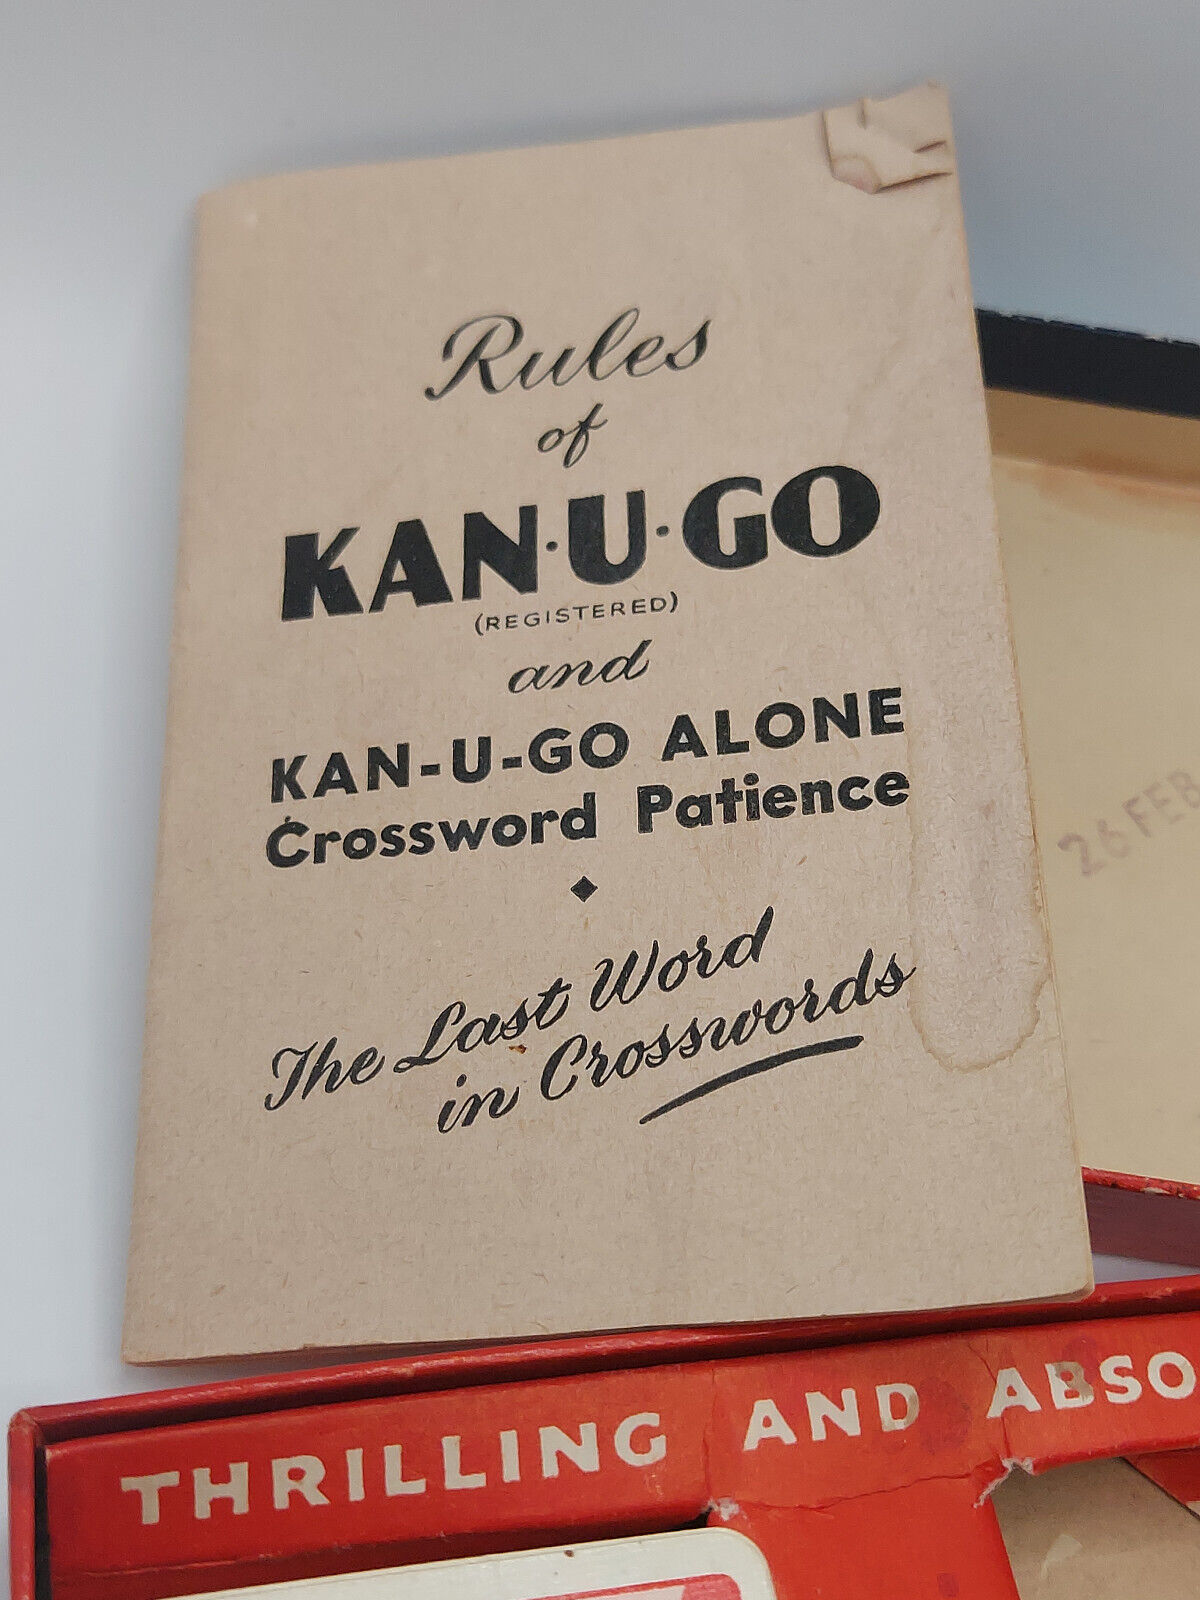 Rules
of
KAN·U·GO
(REGISTERED)
and
KAN-U-GO ALONE
Crossword Patience
The Last Word
in Crosswords
26 FEB
THRILLING AND ABSO